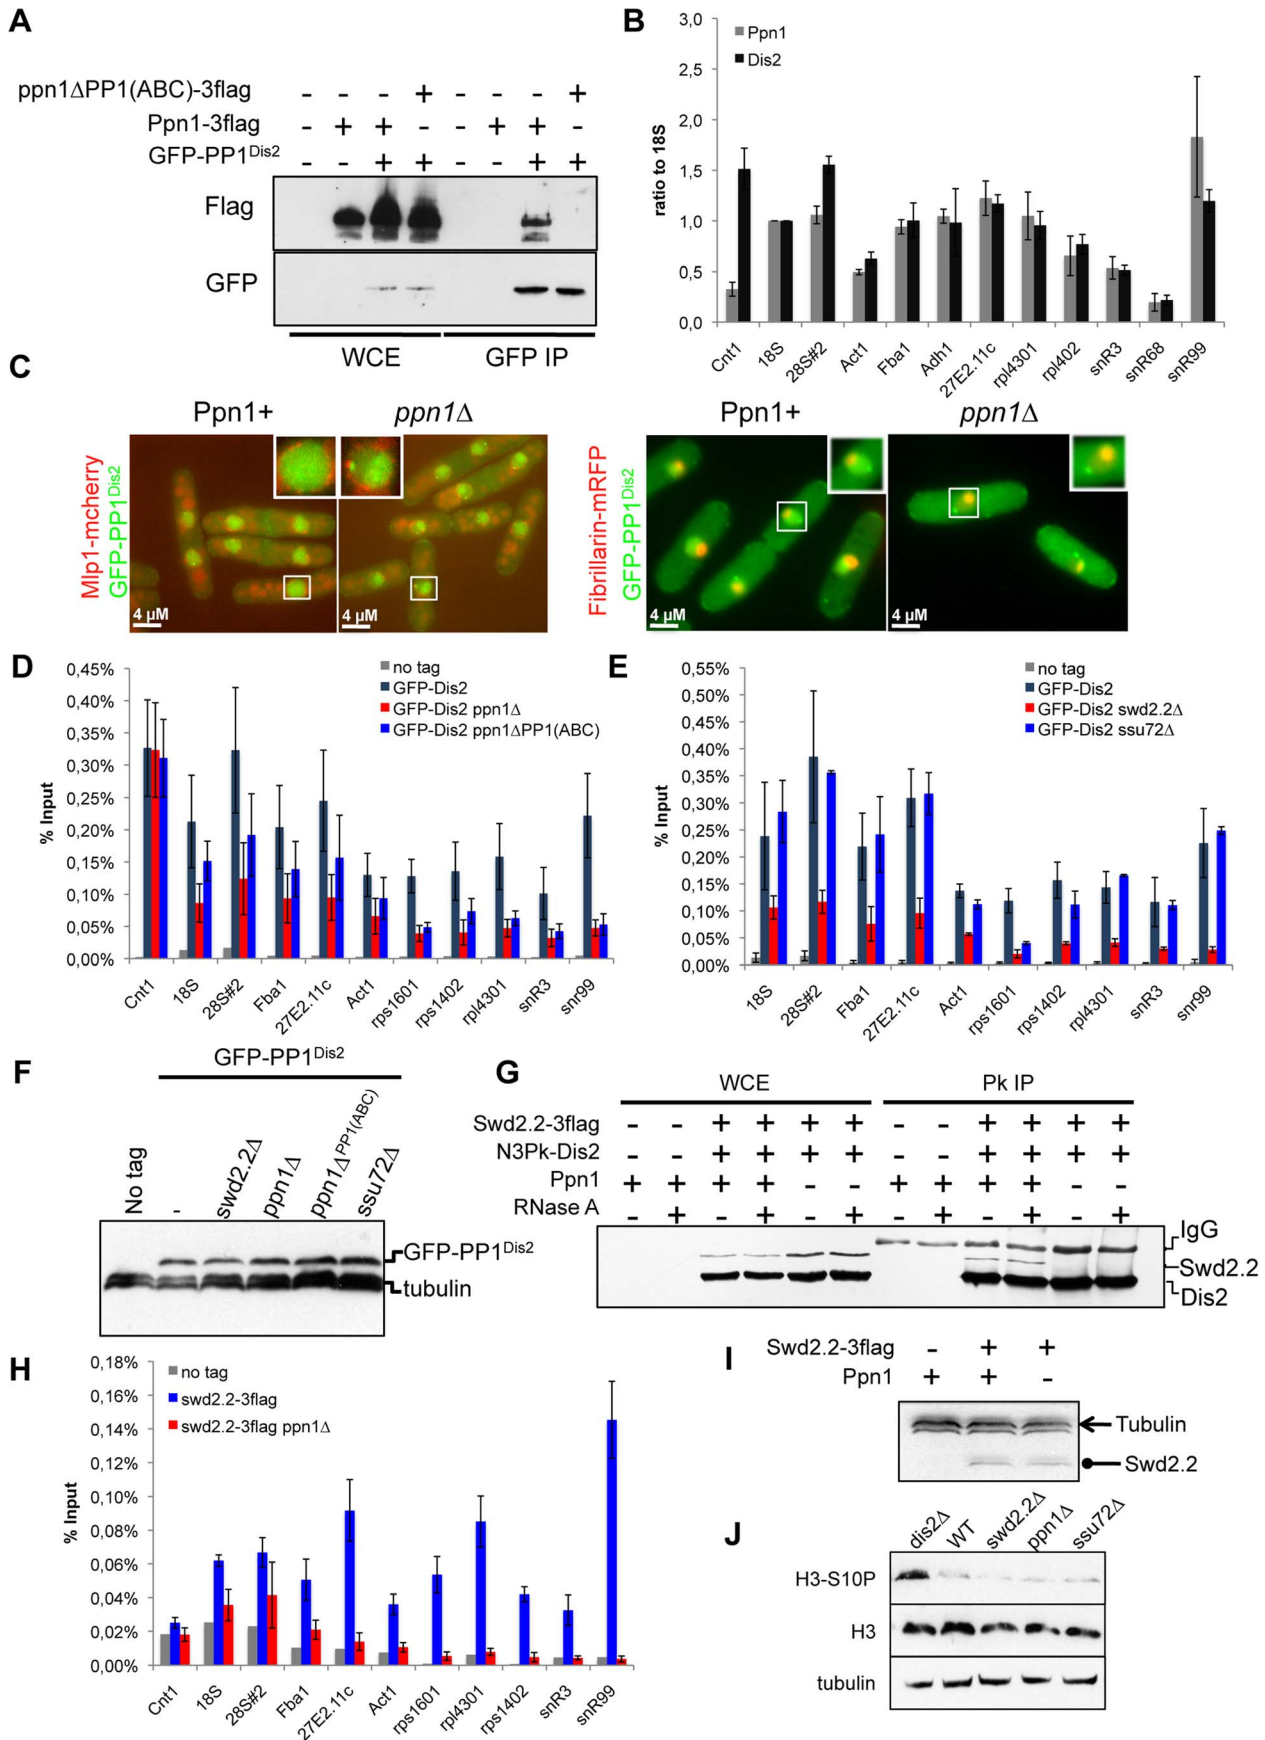 A
ppn1ΔPP1(ABC)-3flag - - + - - - +
Ppn1-3flag - + + - - + + -
GFP-PP1Dis2 - - + + - - + +
Flag
GFP
WCE GFP IP
B
3,0
2,5
2,0
1,5
1,0
0,5
0,0
ratio to 18S
Ppn1
Dis2
Cnt1 18S 28S#2 Act1 Fba1 Adh1 27E2.11c rpl4301 rpl402 snR3 snR68 snR99
C
Ppn1+ ppn1Δ
Mlp1-mcherry
GFP-PP1Dis2
4 µM 4 µM
Ppn1+ ppn1Δ
Fibrillarin-mRFP
GFP-PP1Dis2
4 µM 4 µM
D
0,45%
0,40%
0,35%
0,30%
0,25%
0,20%
0,15%
0,10%
0,05%
0,00%
% Input
no tag
GFP-Dis2
GFP-Dis2 ppn1Δ
GFP-Dis2 ppn1ΔPP1(ABC)
Cnt1 18S 28S#2 Fba1 27E2.11c Act1 rps1601 rps1402 rpl4301 snR3 snr99
E
0,55%
0,50%
0,45%
0,40%
0,35%
0,30%
0,25%
0,20%
0,15%
0,10%
0,05%
0,00%
% Input
no tag
GFP-Dis2
GFP-Dis2 swd2.2Δ
GFP-Dis2 ssu72Δ
18S 28S#2 Fba1 27E2.11c Act1 rps1601 rps1402 rpl4301 snR3 snr99
F
GFP-PP1Dis2
No tag - swd2.2Δ ppn1Δ ppn1ΔPP1(ABC) ssu72Δ
GFP-PP1Dis2
tubulin
G
WCE Pk IP
Swd2.2-3flag - - + + + + - - + + + +
N3Pk-Dis2 - - + + + + - - + + + +
Ppn1 + + + + - - + + + + - -
RNase A - + - + - + - + - + - +
IgG
Swd2.2
Dis2
H
0,18%
0,16%
0,14%
0,12%
0,10%
0,08%
0,06%
0,04%
0,02%
0,00%
% Input
no tag
swd2.2-3flag
swd2.2-3flag ppn1Δ
Cnt1 18S 28S#2 Fba1 27E2.11c Act1 rps1601 rpl4301 rps1402 snR3 snR99
I
Swd2.2-3flag - + +
Ppn1 + + -
Tubulin
Swd2.2
J
dis2Δ WT swd2.2Δ ppn1Δ ssu72Δ
H3-S10P
H3
tubulin